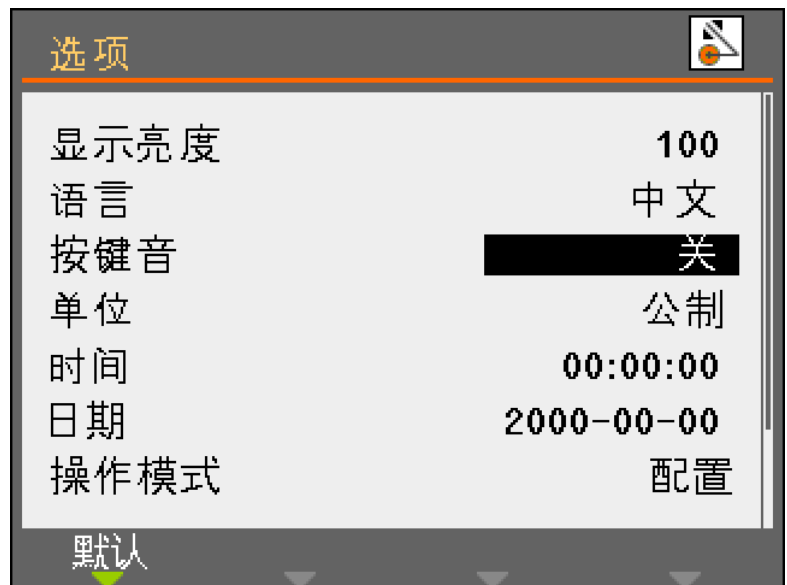 选项
显示亮度 100
语言 中文
按键音 关
单位 公制
时间 00:00:00
日期 2000-00-00
操作模式 配置
默认